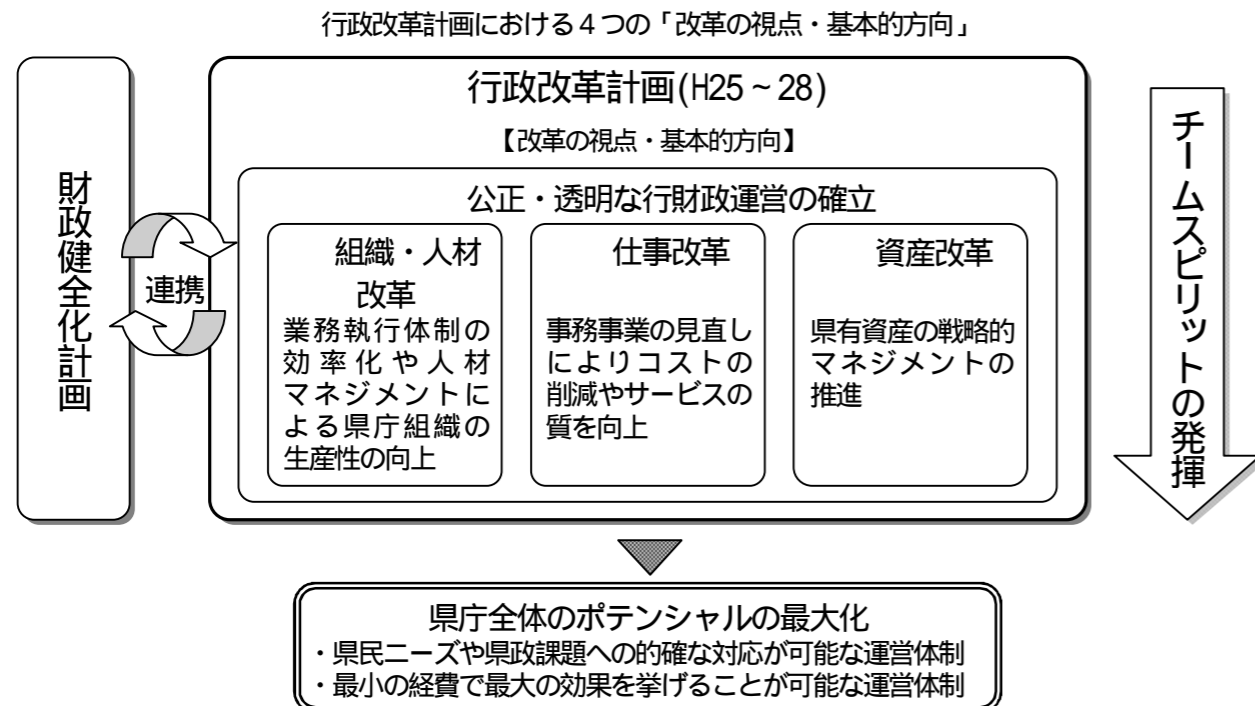 行政改革計画における4つの「改革の視点・基本的方向」
財政健全化計画
連携
行政改革計画(H25~28)
【改革の視点・基本的方向】
公正・透明な行財政運営の確立
組織・人材
改革
業務執行体制の
効率化や人材
マネジメントに
よる県庁組織の
生産性の向上
仕事改革
事務事業の見直し
によりコストの
削減やサービスの
質を向上
資産改革
県有資産の戦略的
マネジメントの
推進
チームスピリットの発揮
県庁全体のポテンシャルの最大化
・県民ニーズや県政課題への的確な対応が可能な運営体制
・最小の経費で最大の効果を挙げることが可能な運営体制